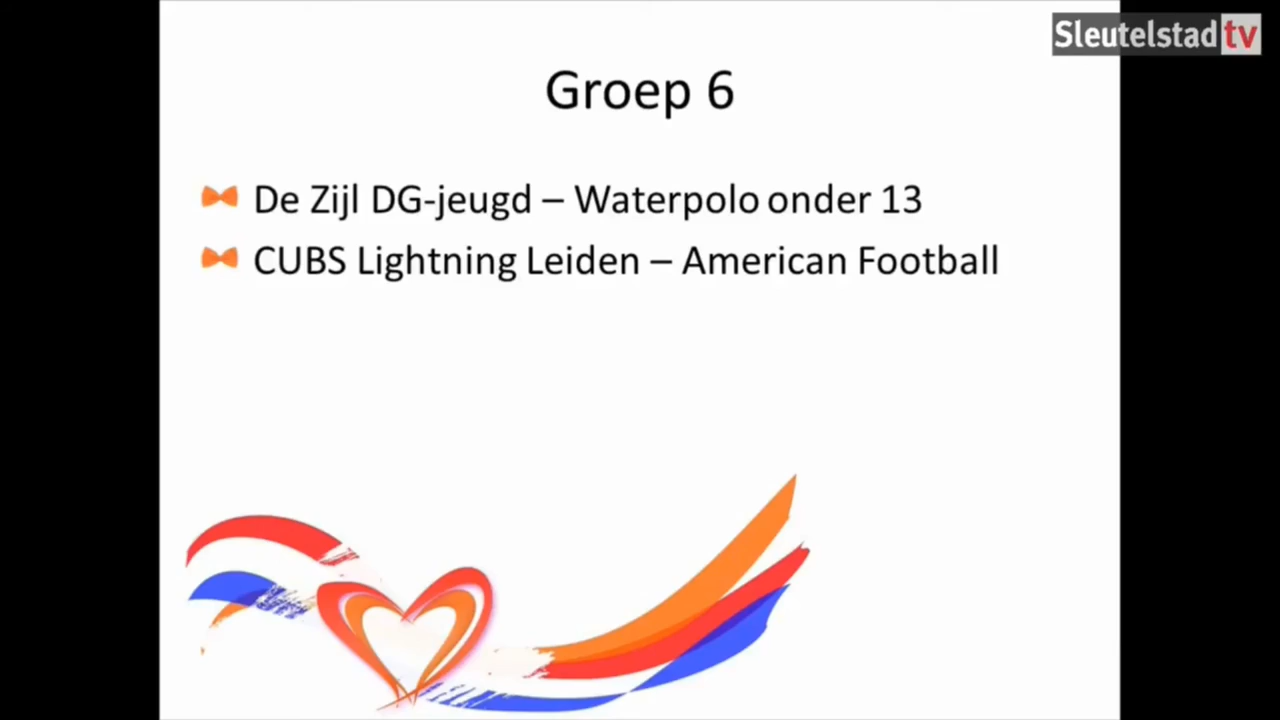 Sleutelstad tv
Groep 6
De Zijl DG-jeugd – Waterpolo onder 13
CUBS Lightning Leiden – American Football